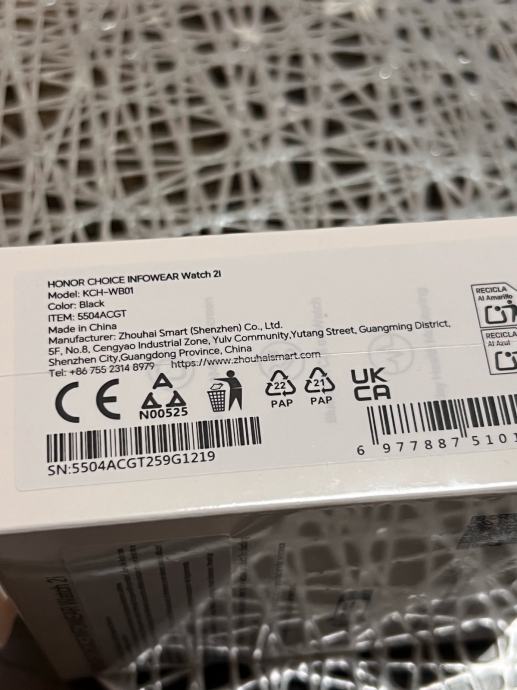 HONOR CHOICE INFOWEAR Watch 2I
Model: KCH-WB01
Color: Black
ITEM: 5504ACGT
Made in China
Manufacturer: Zhouhai Smart (Shenzhen) Co., Ltd.
5F, No.8, Cengyao Industrial Zone, Yulv Community,Yutang Street, Guangming District,
Shenzhen City,Guangdong Province, China
Tel: +86 755 2314 8979 https://www.zhouhaismart.com
CE
N00525
22
PAP
21
PAP
UK
CA
SN:5504ACGT259G1219
6 977887 5101
RECICLA
Al Amarillo
RECICLA
Al Azul